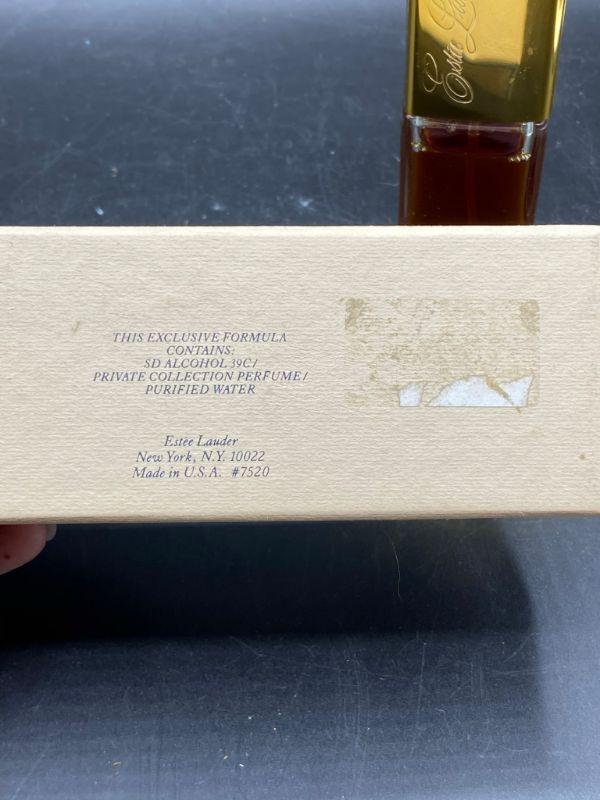 Estée
THIS EXCLUSIVE FORMULA
CONTAINS:
SD ALCOHOL 39C/
PRIVATE COLLECTION PERFUME/
PURIFIED WATER
Estée Lauder
New York, N.Y. 10022
Made in U.S.A. #7520